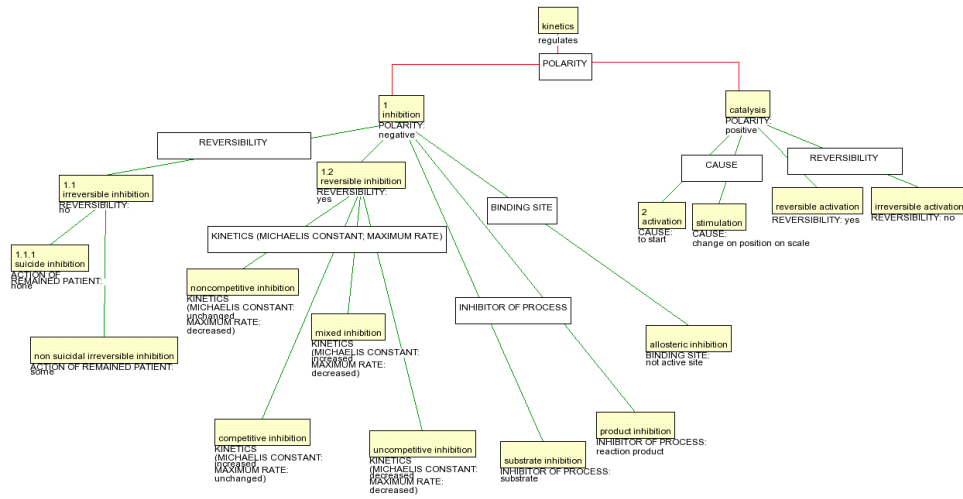 kinetics
regulates
POLARITY
1
inhibition
POLARITY:
negative
catalysis
POLARITY:
positive
REVERSIBILITY
CAUSE
REVERSIBILITY
1.1
irreversible inhibition
REVERSIBILITY:
no
1.2
reversible inhibition
REVERSIBILITY:
yes
BINDING SITE
2
activation
CAUSE:
to start
stimulation
CAUSE:
change on position on scale
reversible activation
REVERSIBILITY: yes
irreversible activation
REVERSIBILITY: no
KINETICS (MICHAELIS CONSTANT; MAXIMUM RATE)
1.1.1
suicide inhibition
ACTION OF
REMAINED PATIENT:
none
noncompetitive inhibition
KINETICS
(MICHAELIS CONSTANT:
unchanged
MAXIMUM RATE:
decreased)
INHIBITOR OF PROCESS
mixed inhibition
KINETICS
(MICHAELIS CONSTANT:
increased
MAXIMUM RATE:
decreased)
non suicidal irreversible inhibition
ACTION OF REMAINED PATIENT:
some
allosteric inhibition
BINDING SITE:
not active site
competitive inhibition
KINETICS
(MICHAELIS CONSTANT:
increased
MAXIMUM RATE:
unchanged)
uncompetitive inhibition
KINETICS
(MICHAELIS CONSTANT:
decreased
MAXIMUM RATE:
decreased)
substrate inhibition
INHIBITOR OF PROCESS:
substrate
product inhibition
INHIBITOR OF PROCESS:
reaction product